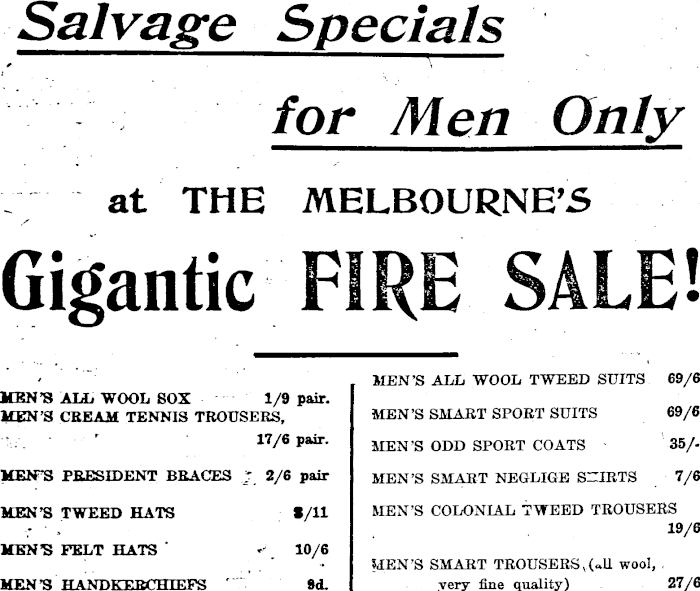 Salvage Specials
for Men Only
at THE MELBOURNE'S
Gigantic FIRE SALE!
MEN'S ALL WOOL SOX 1/9 pair.
MEN'S CREAM TENNIS TROUSERS,
17/6 pair.
MEN'S PRESIDENT BRACES 2/6 pair
MEN'S TWEED HATS 8/11
MEN'S FELT HATS 10/6
MEN'S HANDKERCHIEFS 9d.
MEN'S ALL WOOL TWEED SUITS 69/6
MEN'S SMART SPORT SUITS 69/6
MEN'S ODD SPORT COATS 35/-
MEN'S SMART NEGLIGE SHIRTS 7/6
MEN'S COLONIAL TWEED TROUSERS
19/6
MEN'S SMART TROUSERS, (all wool,
very fine quality) 27/6